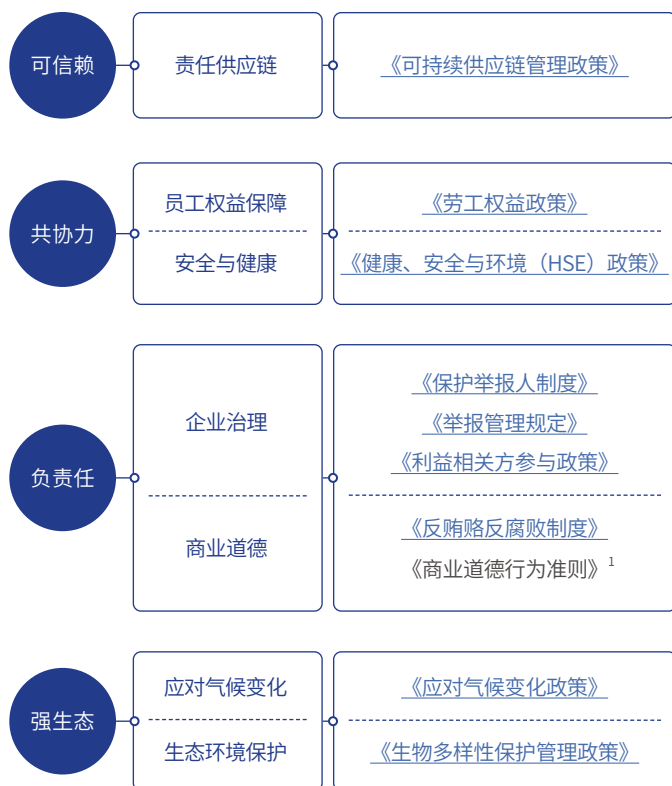 可信赖
责任供应链
《可持续供应链管理政策》
共协力
员工权益保障
《劳工权益政策》
安全与健康
《健康、安全与环境（HSE）政策》
负责任
企业治理
《保护举报人制度》
《举报管理规定》
《利益相关方参与政策》
商业道德
《反贿赂反腐败制度》
《商业道德行为准则》1
强生态
应对气候变化
《应对气候变化政策》
生态环境保护
《生物多样性保护管理政策》